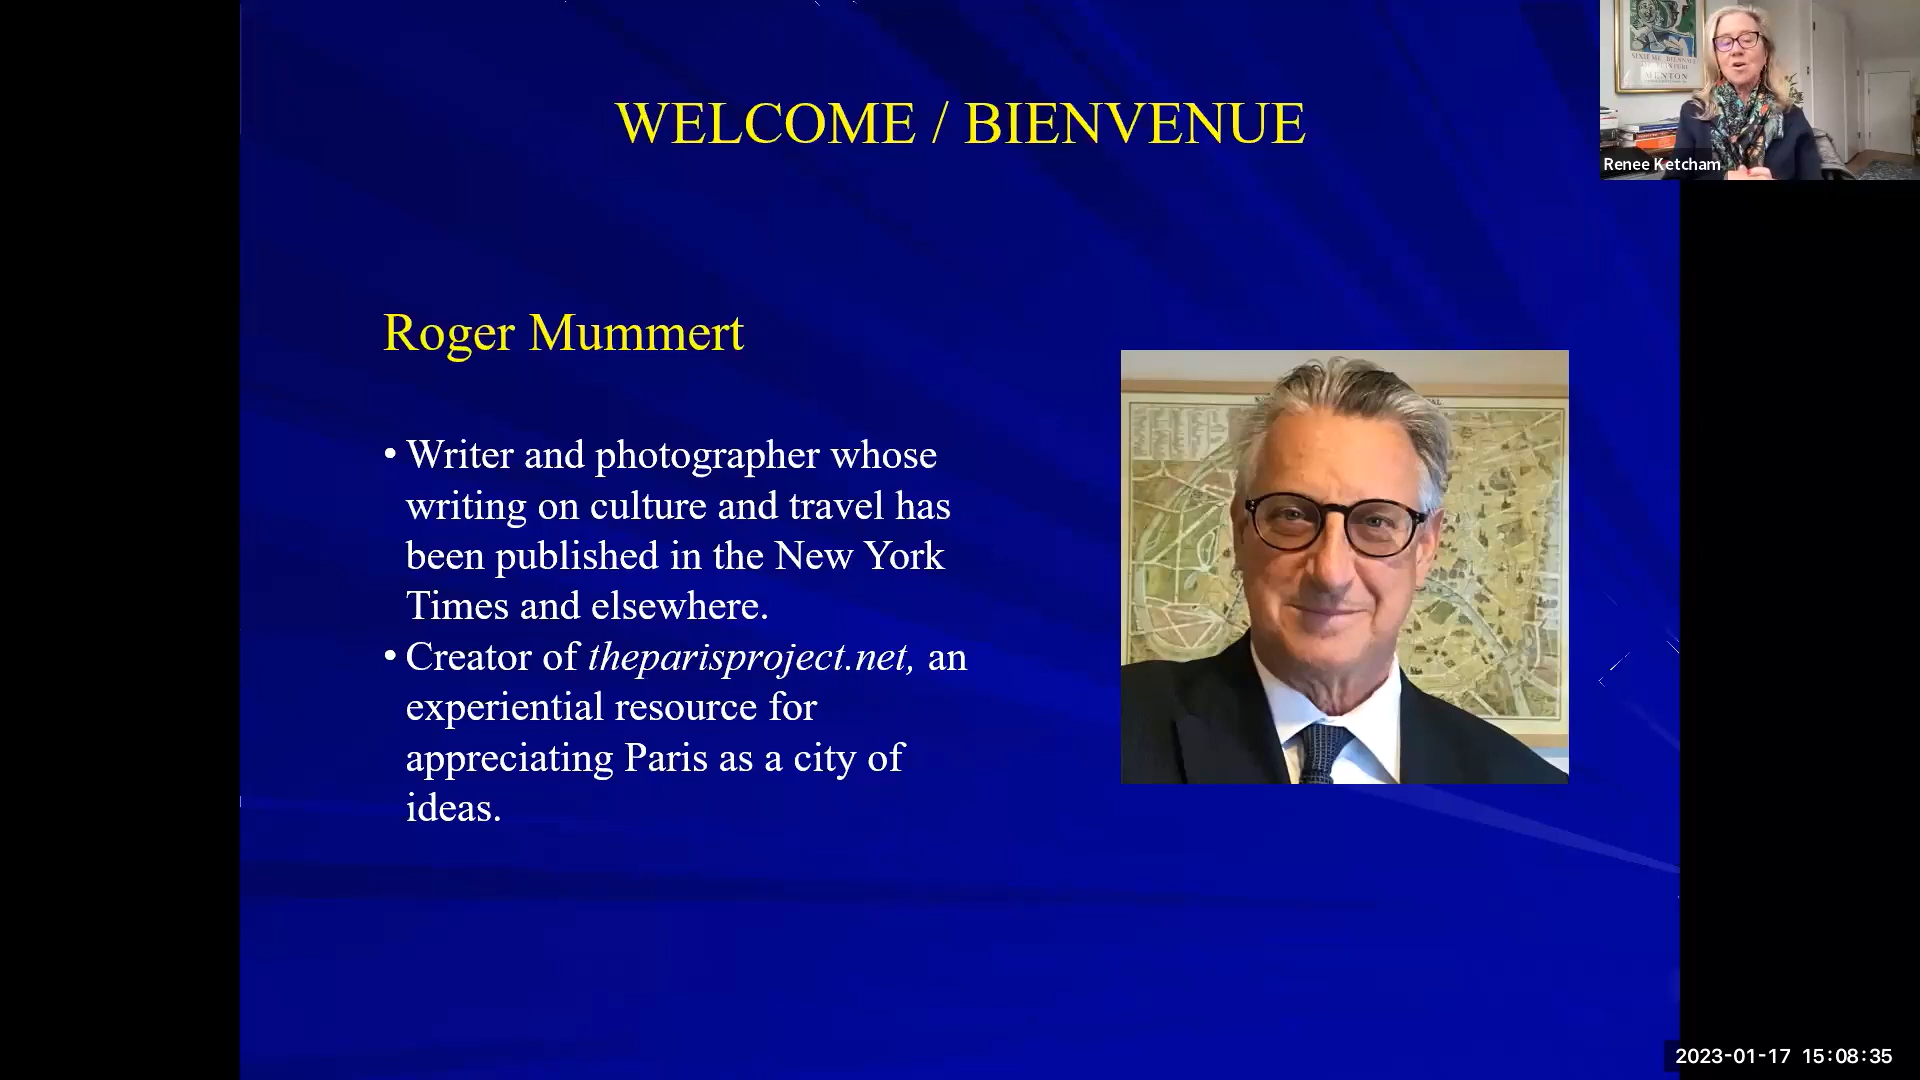 WELCOME / BIENVENUE
Renee Ketcham
MENTON
Roger Mummert
• Writer and photographer whose
writing on culture and travel has
been published in the New York
Times and elsewhere.
• Creator of theparisproject.net, an
experiential resource for
appreciating Paris as a city of
ideas.
2023-01-17 15:08:35